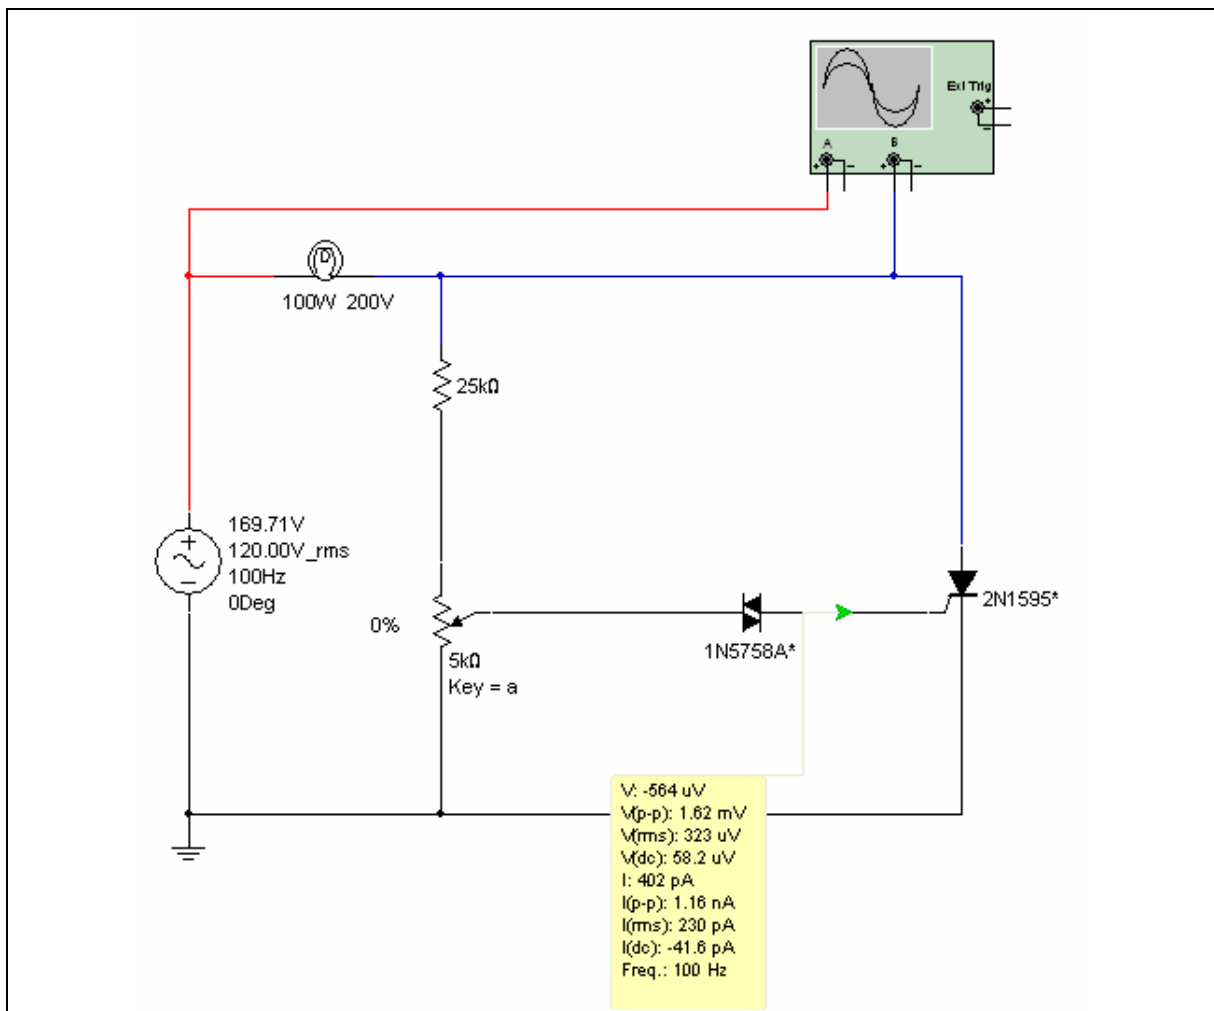 Ext Trig
+
-
A
B
+ - + -
100W 200V
25kΩ
169.71V
120.00V_rms
100Hz
0Deg
+
-
0%
5kΩ
Key = a
1N5758A*
2N1595*
V: -564 uV
V(p-p): 1.62 mV
V(rms): 323 uV
V(dc): 58.2 uV
I: 402 pA
I(p-p): 1.16 nA
I(rms): 230 pA
I(dc): -41.6 pA
Freq.: 100 Hz